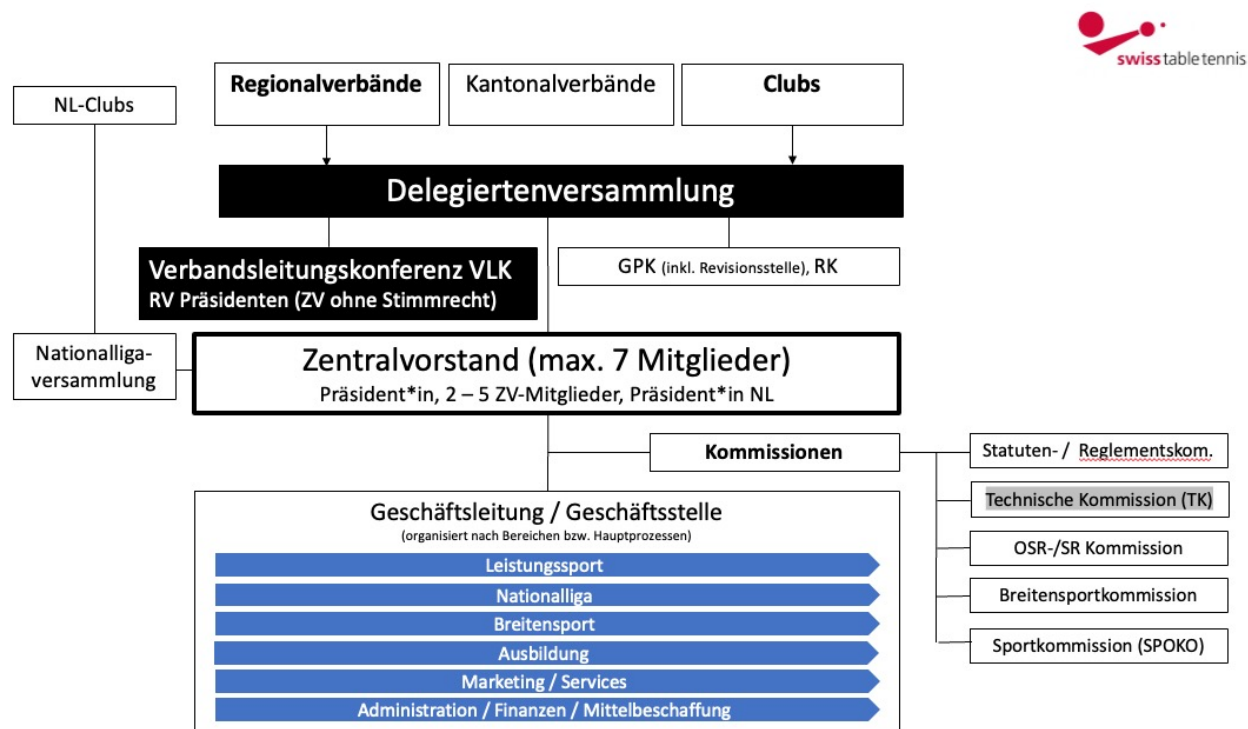 swiss table tennis
NL-Clubs
Regionalverbände
Kantonalverbände
Clubs
Delegiertenversammlung
Verbandsleitungskonferenz VLK
RV Präsidenten (ZV ohne Stimmrecht)
GPK (inkl. Revisionsstelle), RK
Nationalliga-
versammlung
Zentralvorstand (max. 7 Mitglieder)
Präsident*in, 2 – 5 ZV-Mitglieder, Präsident*in NL
Kommissionen
Statuten- / Reglementskom.
Technische Kommission (TK)
OSR-/SR Kommission
Breitensportkommission
Sportkommission (SPOKO)
Geschäftsleitung / Geschäftsstelle
(organisiert nach Bereichen bzw. Hauptprozessen)
Leistungssport
Nationalliga
Breitensport
Ausbildung
Marketing / Services
Administration / Finanzen / Mittelbeschaffung